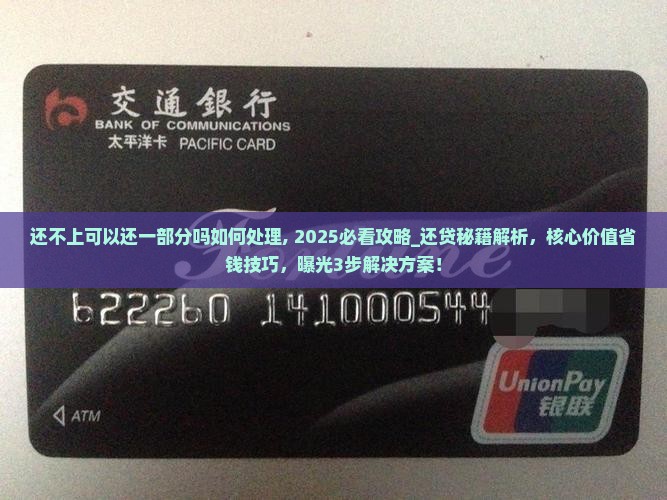 交通銀行
BANK OF COMMUNICATIONS
太平洋卡 PACIFIC CARD
还不上可以还一部分吗如何处理, 2025必看攻略_还贷秘籍解析，核心价值省
钱技巧，曝光3步解决方案！
622260 141000544
UnionPay
银联
ATM